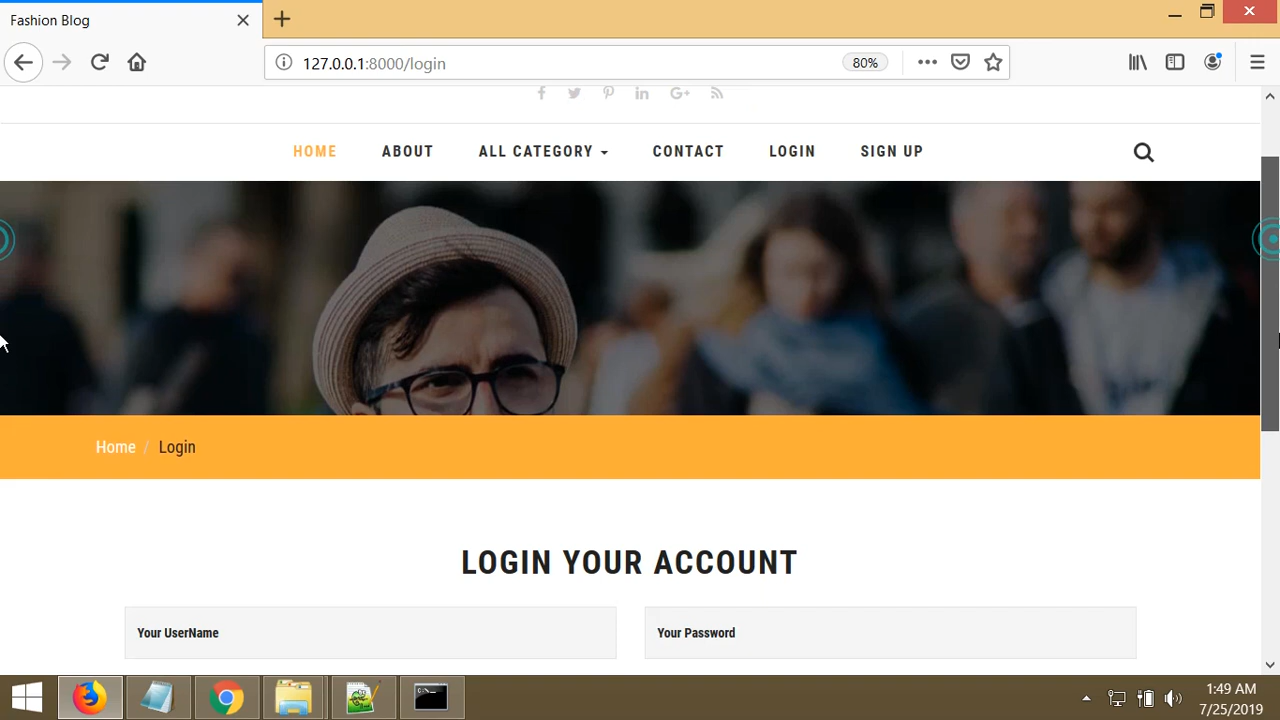 Fashion Blog
127.0.0.1:8000/login
80%
HOME ABOUT ALL CATEGORY CONTACT LOGIN SIGN UP
Home / Login
LOGIN YOUR ACCOUNT
Your UserName Your Password
1:49 AM
7/25/2019